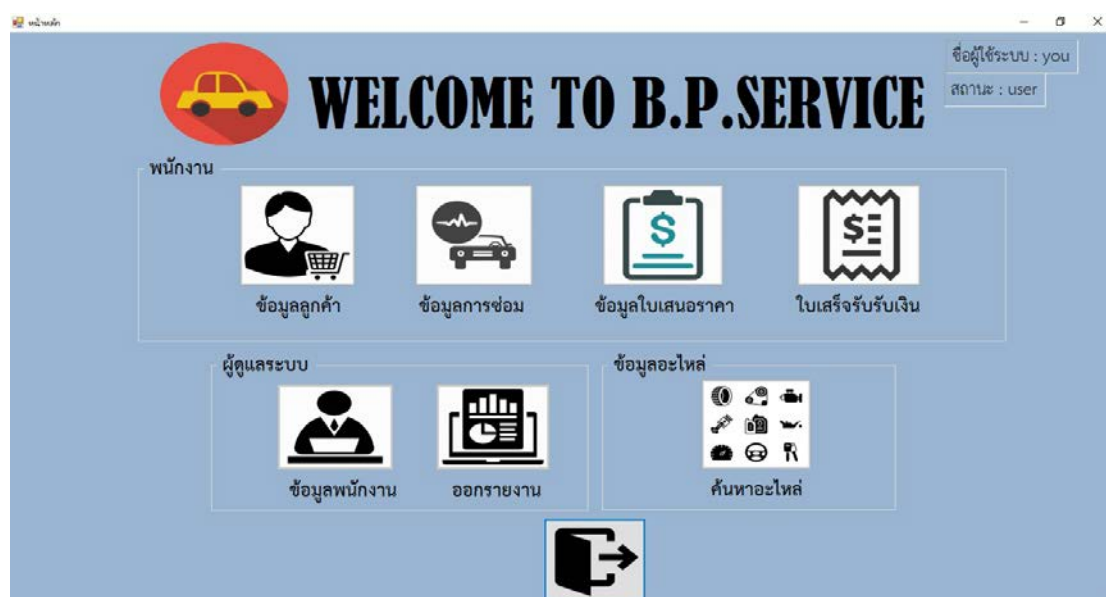 หน้าหลัก
ชื่อผู้ใช้ระบบ : you
WELCOME TO B.P.SERVICE
สถานะ : user
พนักงาน
ข้อมูลลูกค้า
ข้อมูลการซ่อม
ข้อมูลใบเสนอราคา
ใบเสร็จรับรับเงิน
ผู้ดูแลระบบ
ข้อมูลอะไหล่
ข้อมูลพนักงาน
ออกรายงาน
ค้นหาอะไหล่